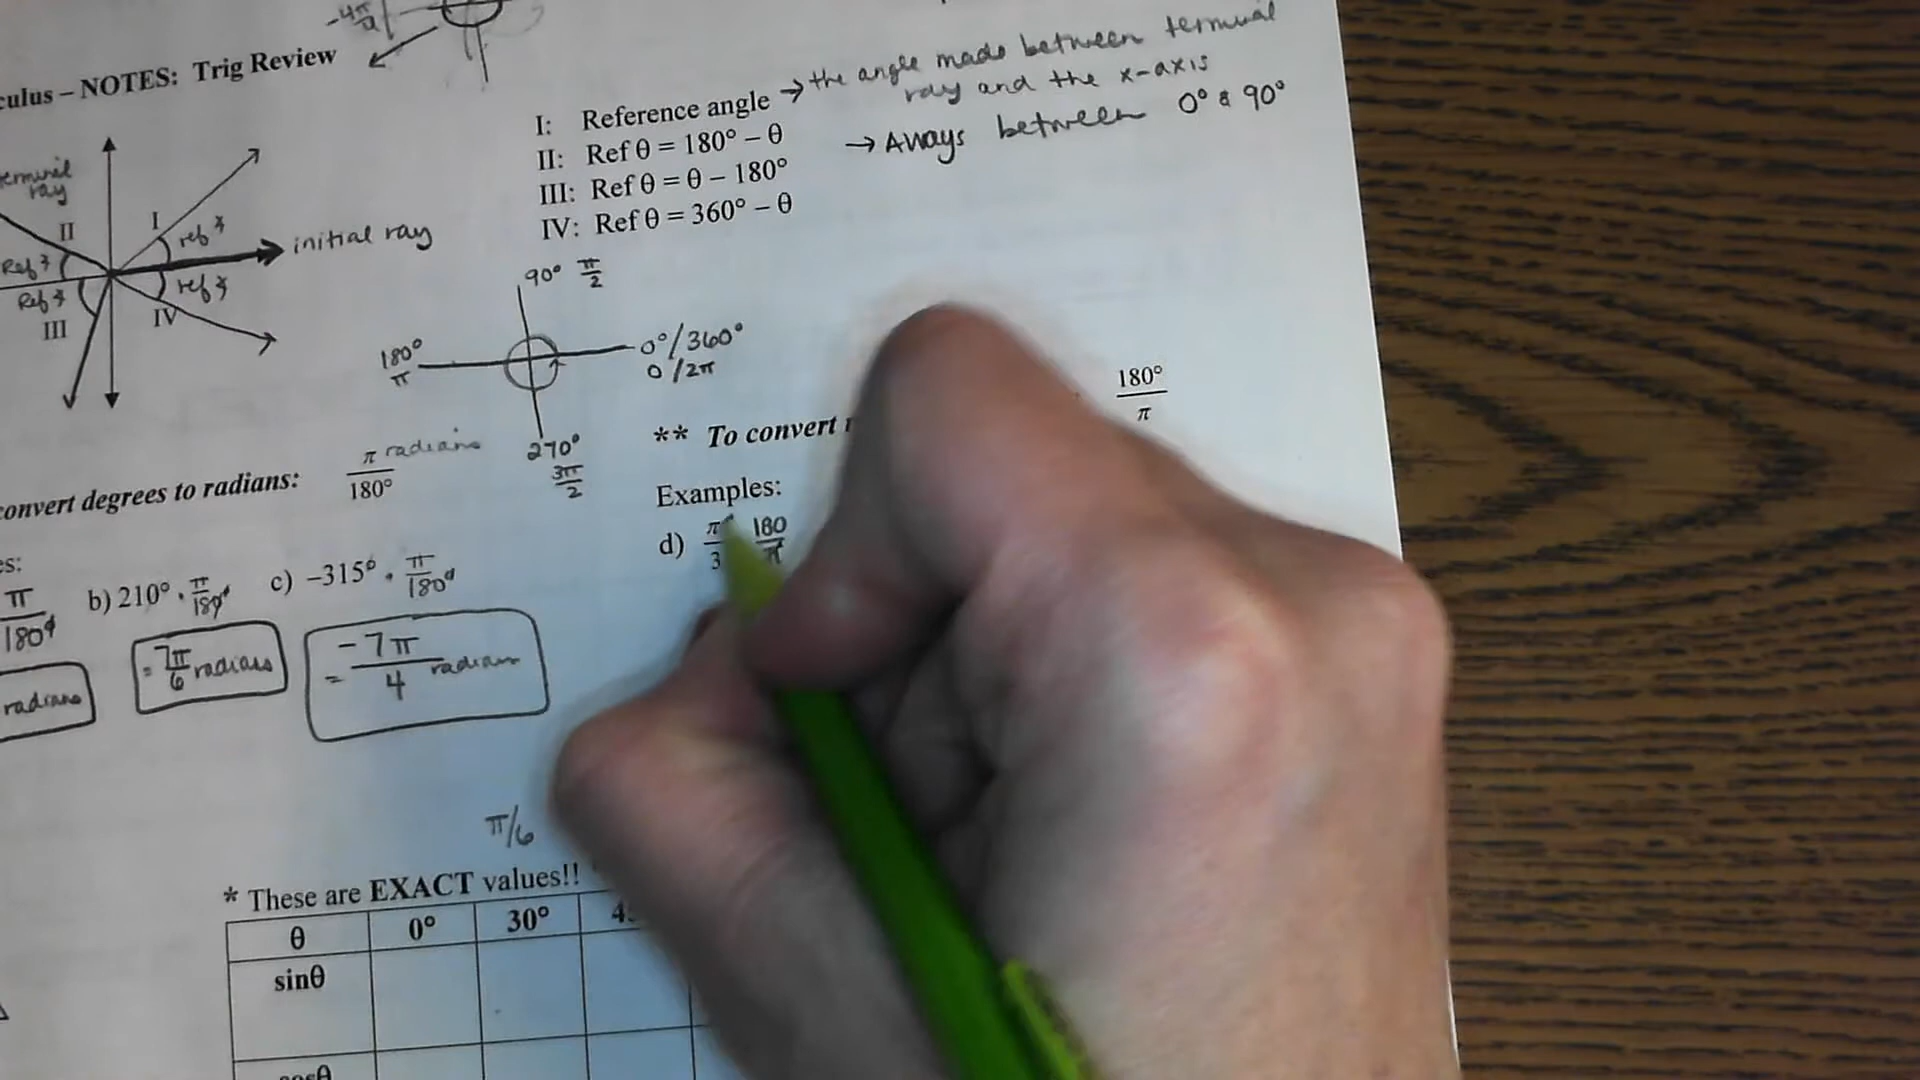 -4π
culus – NOTES: Trig Review
I: Reference angle → the angle made between terminal
ray and the x-axis
→ Aways between 0° & 90°
II: Ref θ = 180° – θ
III: Ref θ = θ – 180°
IV: Ref θ = 360° – θ
erminal
ray
II
I
ref ∠
initial ray
Ref ∠
Ref ∠
ref ∠
III
IV
90° π/2
180°
π
0°/360°
0/2π
270°
3π/2
convert degrees to radians: π radians/180°
** To convert
180°/π
Examples:
es:
π/180°
b) 210° · π/180°
c) –315° · π/180°
d) π/3 180/π
radians
= 7π/6 radians
= -7π/4 radians
π/6
* These are EXACT values!!
θ 0° 30° 4
sinθ
cosθ